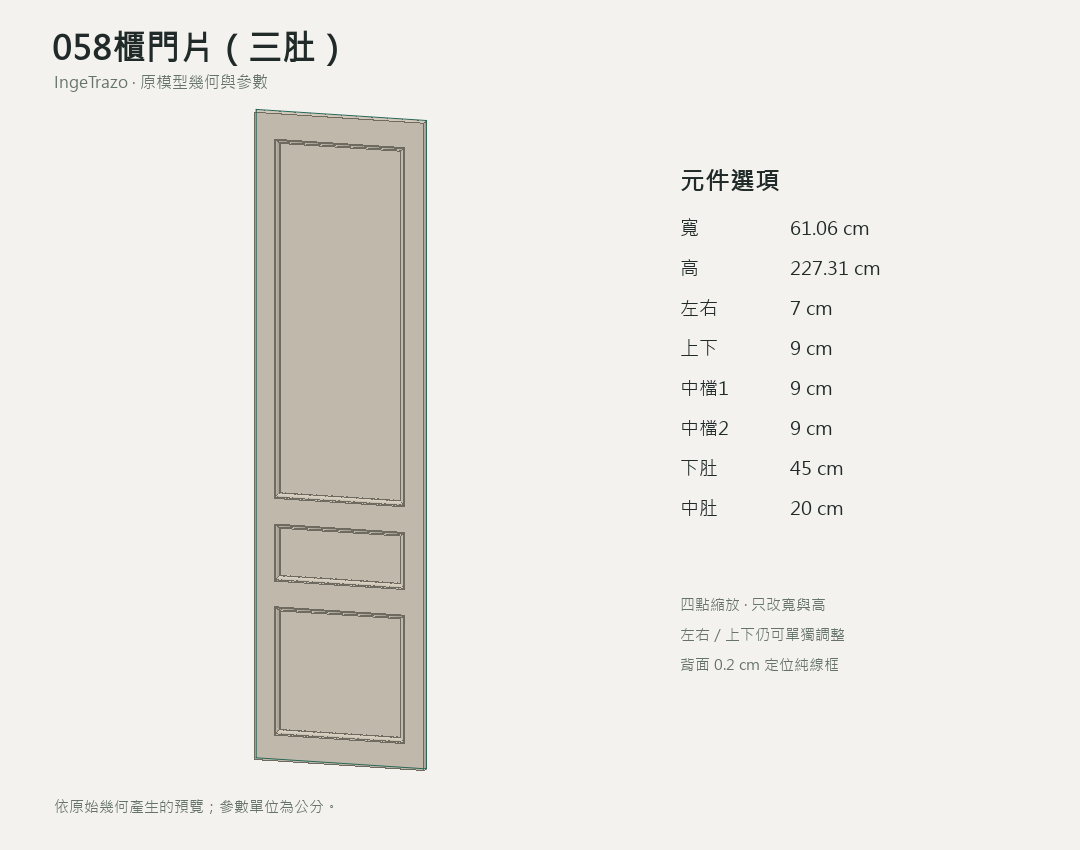 058櫃門片（三肚）
IngeTrazo · 原模型幾何與參數
元件選項
寬 61.06 cm
高 227.31 cm
左右 7 cm
上下 9 cm
中檔1 9 cm
中檔2 9 cm
下肚 45 cm
中肚 20 cm
四點縮放 · 只改寬與高
左右 / 上下仍可單獨調整
背面 0.2 cm 定位純線框
依原始幾何產生的預覽；參數單位為公分。